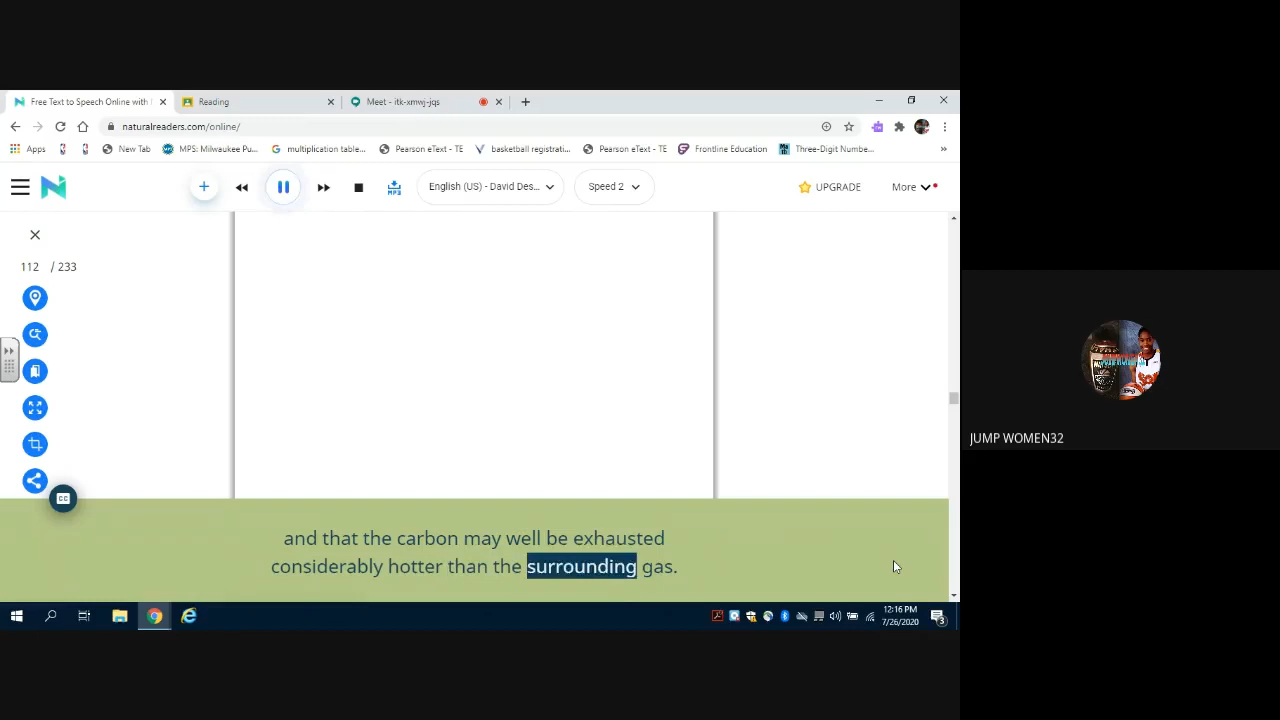 Free Text to Speech Online with
Reading
Meet - itk-xmwj-jqs
naturalreaders.com/online/
Apps
New Tab
MPS: Milwaukee Pu...
multiplication table...
Pearson eText - TE
basketball registrati...
Pearson eText - TE
Frontline Education
Three-Digit Numbe...
»
MP3
English (US) - David Des...
Speed 2
UPGRADE
More
112 / 233
CC
and that the carbon may well be exhausted
considerably hotter than the surrounding gas.
JUMP WOMEN32
12:16 PM
7/26/2020
3